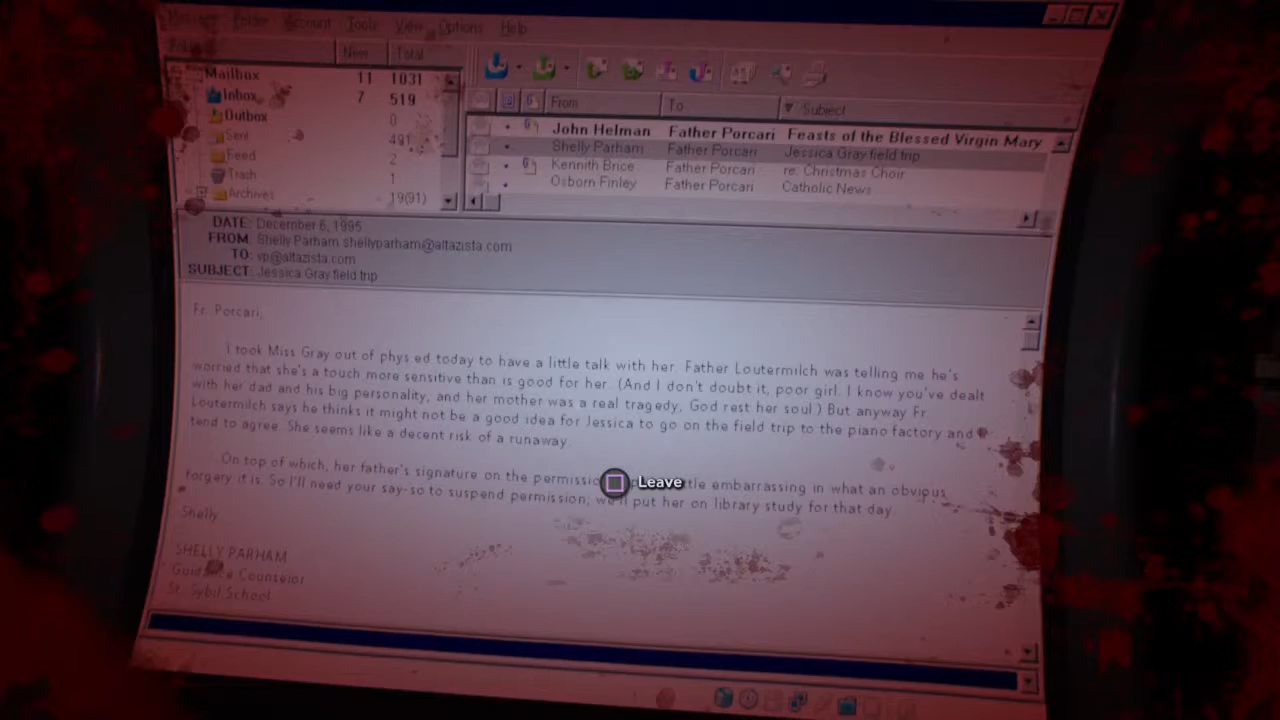 Message Folder Account Tools View Options Help
New Total
Mailbox 11 1031
Inbox 7 519
Outbox 0
Sent 491
Feed 2
Trash 1
Archives 19(91)
From To Subject
John Helman Father Porcari Feasts of the Blessed Virgin Mary
Shelly Parham Father Porcari Jessica Gray field trip
Kennith Brice Father Porcari re. Christmas Choir
Osborn Finley Father Porcari Catholic News
DATE: December 6, 1995
FROM: Shelly Parham shellyparham@altazista.com
TO: vp@altazista.com
SUBJECT: Jessica Gray field trip
Fr. Porcari,
I took Miss Gray out of phys ed today to have a little talk with her. Father Loutermilch was telling me he's
worried that she's a touch more sensitive than is good for her. (And I don't doubt it, poor girl. I know you've dealt
with her dad and his big personality, and her mother was a real tragedy, God rest her soul.) But anyway Fr
Loutermilch says he thinks it might not be a good idea for Jessica to go on the field trip to the piano factory and I
tend to agree. She seems like a decent risk of a runaway.
On top of which, her father's signature on the permissio little embarrassing in what an obvious
forgery it is. So I'll need your say-so to suspend permission; we'll put her on library study for that day.
Leave
Shelly
SHELLY PARHAM
Guidance Counselor
St. Sybil School